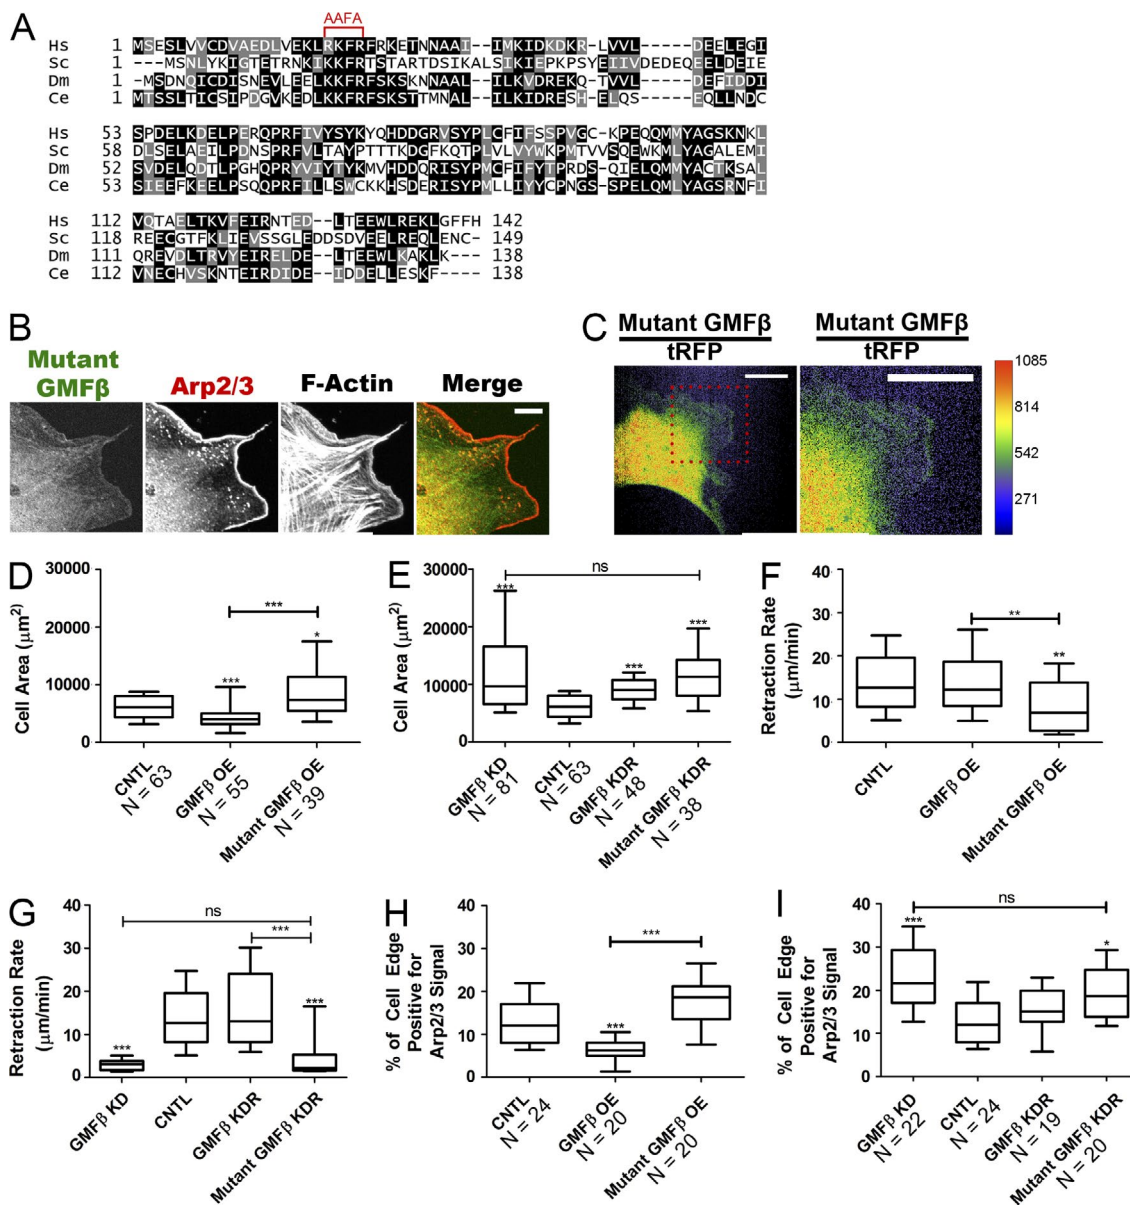 A
AAFA
Hs 1 MSESLVVCDVAEDLVEKLRKFRFRKETNNAAI--IMKIDKDKR-LVVL-----DEELEGI
Sc 1 ---MSNLYKIGTETRNKIKKFRTSTARTDSIKALSIKIEPKPSYEIIVDEDEQEELDEIE
Dm 1 -MSDNQICDISNEVLEELKKFRFSKSKNNAAL--ILKVDREKQ-TVVL-----DEFIDDI
Ce 1 MTSSLTICSIPDGVKEDLKKFRFSKSTTMNAL--ILKIDRESH-ELQS-----EQLLNDC
Hs 53 SPDELKDELPERQPRFIVYSYKYQHDDGRVSYPLCFIFSSPVGC-KPEQQMMYAGSKNKL
Sc 58 DLSELAEILPDNSPRFVLTAYPTTTKDGFKQTPLVLVYWKPMTVVSQEWKMLYAGALEMI
Dm 52 SVDELQDTLPGHQPRYVIYTYKMVHDDQRISYPMCFIFYTPRDS-QIELQMMYACTKSAL
Ce 53 SIEEFKEELPSQQPRFILLSWCKKHSDERISYPMLLIYYCPNGS-SPELQMLYAGSRNFI
Hs 112 VQTAELTKVFEIRNTED--LTEEWLREKLGFFH 142
Sc 118 REECGTFKLIEVSSGLEDDSDVEELREQLENC- 149
Dm 111 QREVDLTRVYEIRELDE--LTEEWLKAKLK--- 138
Ce 112 VNECHVSKNTEIRDIDE--IDDELLESKF---- 138
B
Mutant GMFβ
Arp2/3
F-Actin
Merge
C
Mutant GMFβ
tRFP
Mutant GMFβ
tRFP
1085
814
542
271
D
Cell Area (μm²)
30000
20000
10000
0
***
***
*
CNTL
N = 63
GMFβ OE
N = 55
Mutant GMFβ OE
N = 39
E
Cell Area (μm²)
30000
20000
10000
0
ns
***
***
***
GMFβ KD
N = 81
CNTL
N = 63
GMFβ KDR
N = 48
Mutant GMFβ KDR
N = 38
F
Retraction Rate (μm/min)
40
30
20
10
0
**
**
CNTL
GMFβ OE
Mutant GMFβ OE
G
Retraction Rate (μm/min)
40
30
20
10
0
ns
***
***
***
GMFβ KD
CNTL
GMFβ KDR
Mutant GMFβ KDR
H
% of Cell Edge Positive for Arp2/3 Signal
40
30
20
10
0
***
***
CNTL
N = 24
GMFβ OE
N = 20
Mutant GMFβ OE
N = 20
I
% of Cell Edge Positive for Arp2/3 Signal
40
30
20
10
0
ns
***
*
GMFβ KD
N = 22
CNTL
N = 24
GMFβ KDR
N = 19
Mutant GMFβ KDR
N = 20